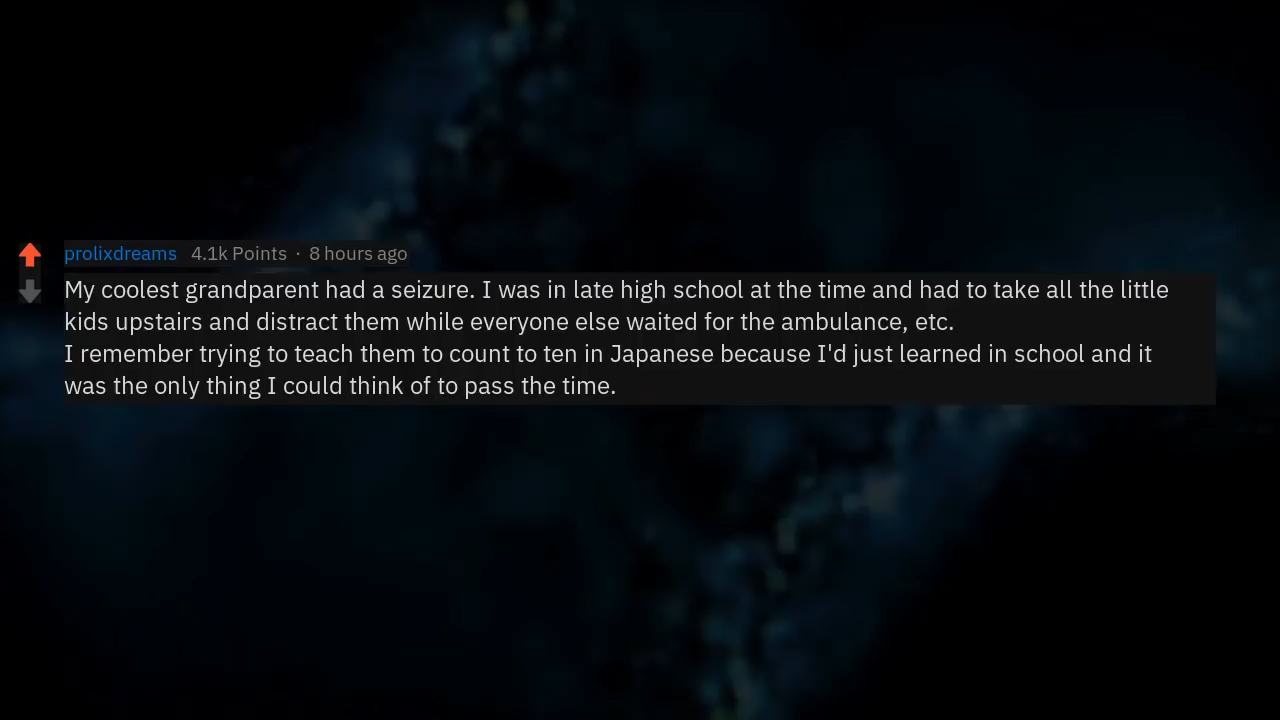 prolixdreams 4.1k Points · 8 hours ago
My coolest grandparent had a seizure. I was in late high school at the time and had to take all the little
kids upstairs and distract them while everyone else waited for the ambulance, etc.
I remember trying to teach them to count to ten in Japanese because I'd just learned in school and it
was the only thing I could think of to pass the time.